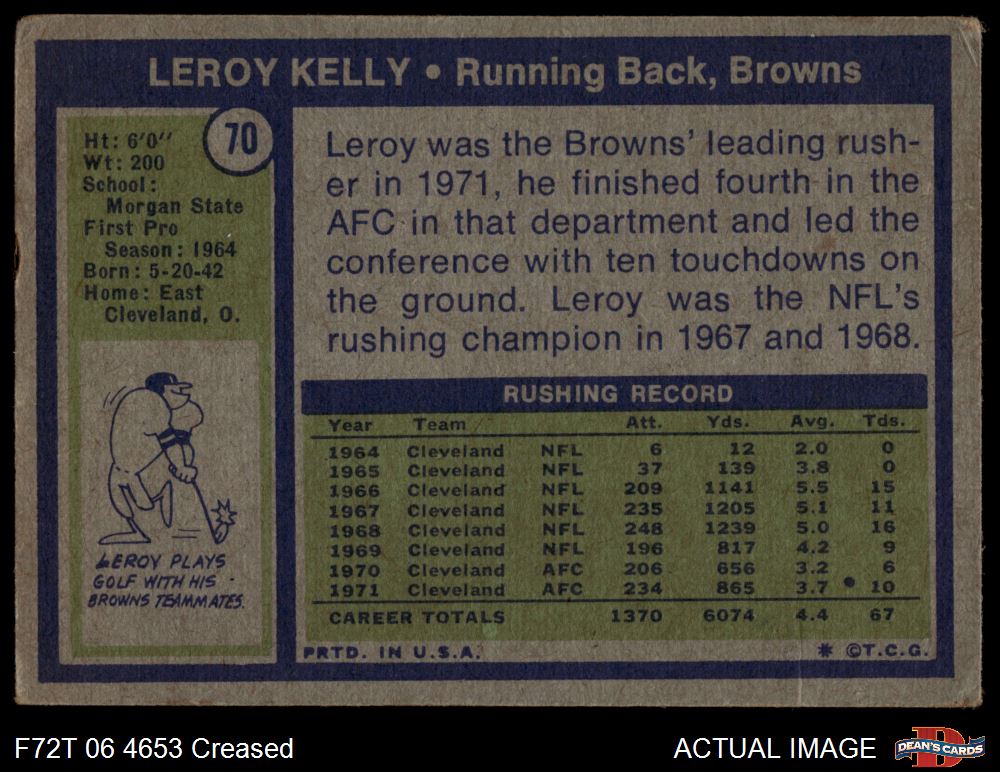 LEROY KELLY • Running Back, Browns
70
Ht: 6'0''
Wt: 200
School:
Morgan State
First Pro
Season: 1964
Born: 5-20-42
Home: East
Cleveland, O.
LEROY PLAYS
GOLF WITH HIS
BROWNS TEAMMATES.
Leroy was the Browns' leading rush-
er in 1971, he finished fourth in the
AFC in that department and led the
conference with ten touchdowns on
the ground. Leroy was the NFL's
rushing champion in 1967 and 1968.
RUSHING RECORD
Year Team Att. Yds. Avg. Tds.
1964 Cleveland NFL 6 12 2.0 0
1965 Cleveland NFL 37 139 3.8 0
1966 Cleveland NFL 209 1141 5.5 15
1967 Cleveland NFL 235 1205 5.1 11
1968 Cleveland NFL 248 1239 5.0 16
1969 Cleveland NFL 196 817 4.2 9
1970 Cleveland AFC 206 656 3.2 6
1971 Cleveland AFC 234 865 3.7 10
CAREER TOTALS 1370 6074 4.4 67
PRTD. IN U.S.A. * ©T.C.G.
F72T 06 4653 Creased ACTUAL IMAGE
DEAN'S CARDS